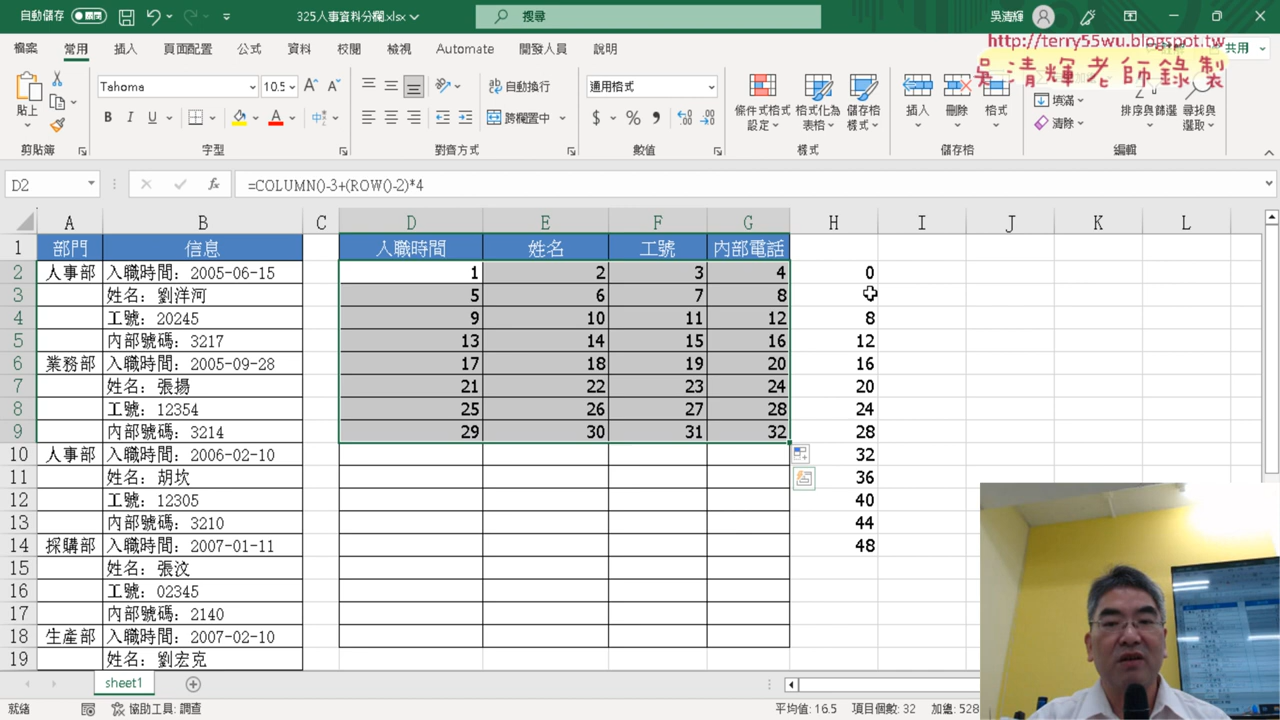 自動儲存 關閉 325人事資料分欄.xlsx 搜尋 吳清輝
http://terry55wu.blogspot.tw
吳清輝老師錄製
檔案 常用 插入 頁面配置 公式 資料 校閱 檢視 Automate 開發人員 說明 共用
貼上 Tahoma 10.5 自動換行 通用格式 條件式格式設定 格式化為表格 儲存格樣式 插入 刪除 格式 填滿 排序與篩選 尋找與選取
B I U 跨欄置中 $ % 清除
剪貼簿 字型 對齊方式 數值 樣式 儲存格 編輯
D2 fx =COLUMN()-3+(ROW()-2)*4
A B C D E F G H I J K L
1 部門 信息 入職時間 姓名 工號 內部電話
2 人事部 入職時間: 2005-06-15 1 2 3 4 0
3 姓名: 劉洋河 5 6 7 8
4 工號: 20245 9 10 11 12 8
5 內部號碼: 3217 13 14 15 16 12
6 業務部 入職時間: 2005-09-28 17 18 19 20 16
7 姓名: 張揚 21 22 23 24 20
8 工號: 12354 25 26 27 28 24
9 內部號碼: 3214 29 30 31 32 28
10 人事部 入職時間: 2006-02-10 32
11 姓名: 胡坎 36
12 工號: 12305 40
13 內部號碼: 3210 44
14 採購部 入職時間: 2007-01-11 48
15 姓名: 張汶
16 工號: 02345
17 內部號碼: 2140
18 生產部 入職時間: 2007-02-10
19 姓名: 劉宏克
sheet1
就緒 協助工具: 調查 平均值: 16.5 項目個數: 32 加總: 528